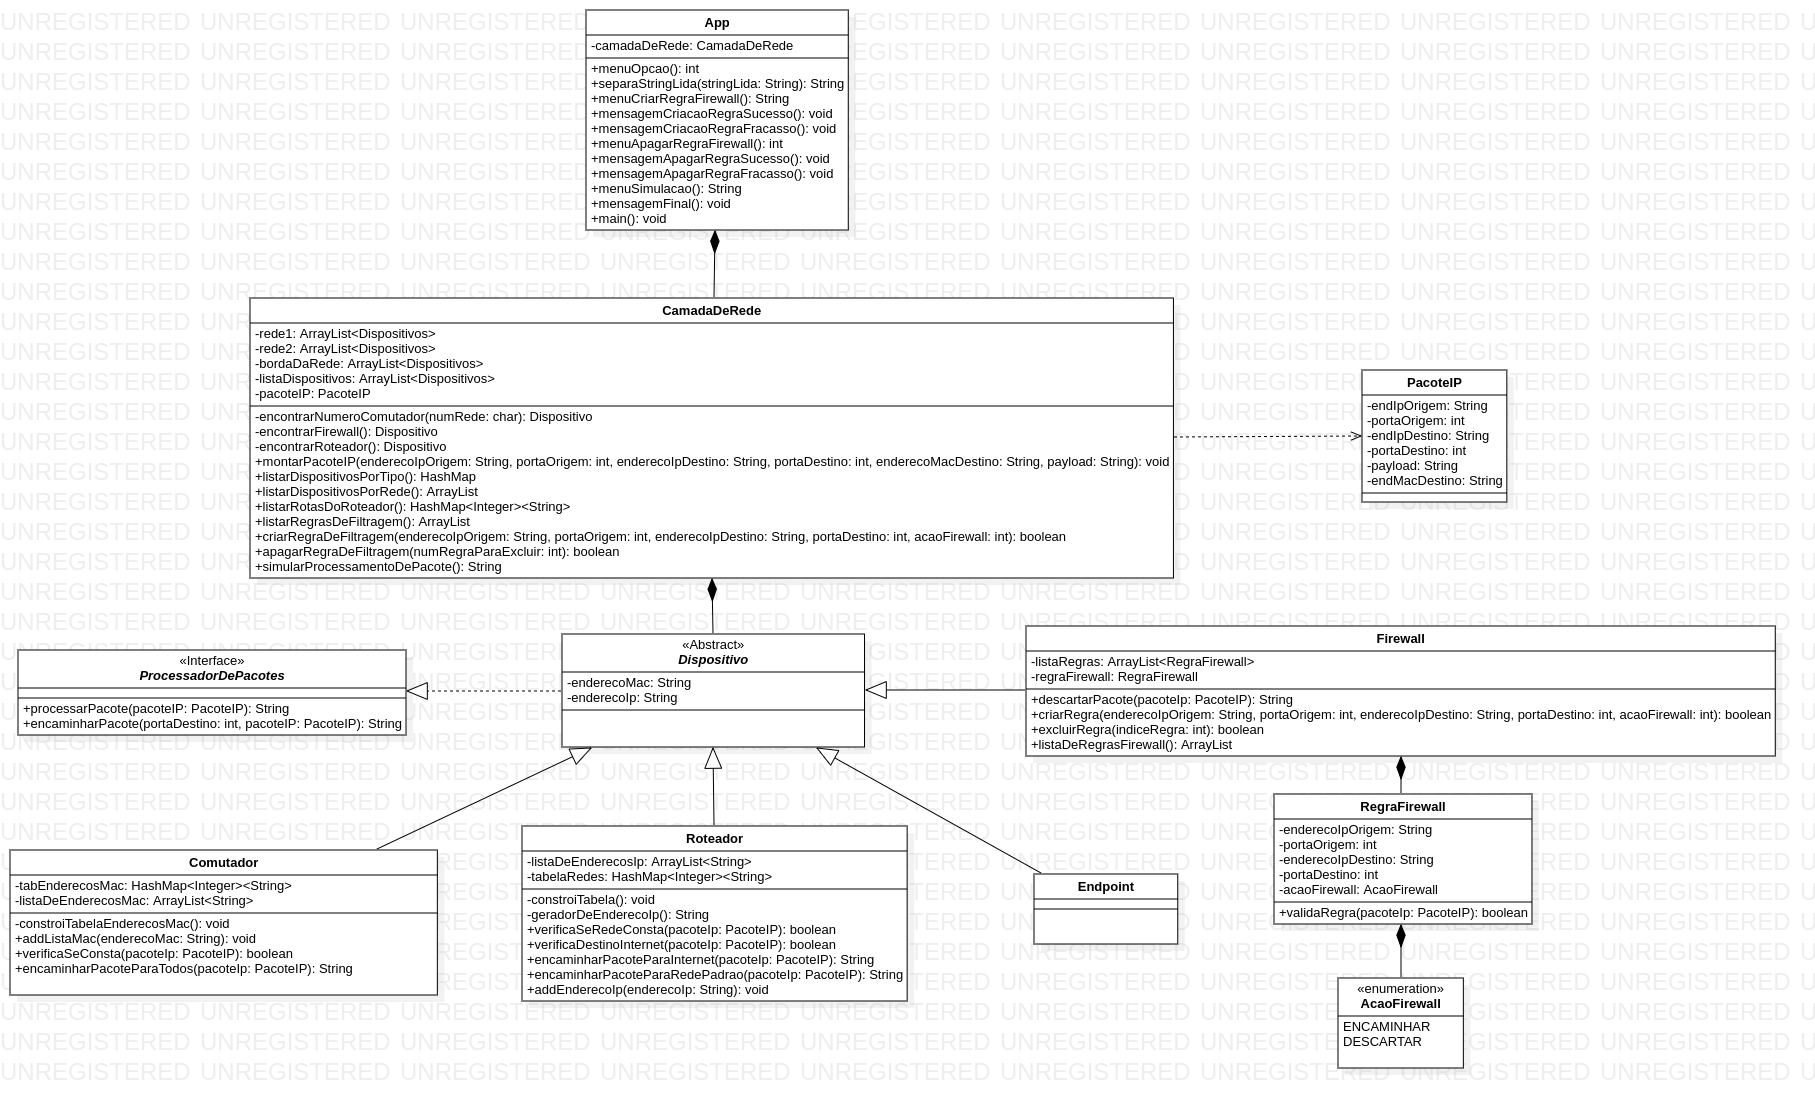 App
-camadaDeRede: CamadaDeRede
+menuOpcao(): int
+separaStringLida(stringLida: String): String
+menuCriarRegraFirewall(): String
+mensagemCriacaoRegraSucesso(): void
+mensagemCriacaoRegraFracasso(): void
+menuApagarRegraFirewall(): int
+mensagemApagarRegraSucesso(): void
+mensagemApagarRegraFracasso(): void
+menuSimulacao(): String
+mensagemFinal(): void
+main(): void
CamadaDeRede
-rede1: ArrayList<Dispositivos>
-rede2: ArrayList<Dispositivos>
-bordaDaRede: ArrayList<Dispositivos>
-listaDispositivos: ArrayList<Dispositivos>
-pacoteIP: PacoteIP
-encontrarNumeroComutador(numRede: char): Dispositivo
-encontrarFirewall(): Dispositivo
-encontrarRoteador(): Dispositivo
+montarPacoteIP(enderecoIpOrigem: String, portaOrigem: int, enderecoIpDestino: String, portaDestino: int, enderecoMacDestino: String, payload: String): void
+listarDispositivosPorTipo(): HashMap
+listarDispositivosPorRede(): ArrayList
+listarRotasDoRoteador(): HashMap<Integer><String>
+listarRegrasDeFiltragem(): ArrayList
+criarRegraDeFiltragem(enderecoIpOrigem: String, portaOrigem: int, enderecoIpDestino: String, portaDestino: int, acaoFirewall: int): boolean
+apagarRegraDeFiltragem(numRegraParaExcluir: int): boolean
+simularProcessamentoDePacote(): String
PacoteIP
-endIpOrigem: String
-portaOrigem: int
-endIpDestino: String
-portaDestino: int
-payload: String
-endMacDestino: String
«Interface»
ProcessadorDePacotes
+processarPacote(pacoteIP: PacoteIP): String
+encaminharPacote(portaDestino: int, pacoteIP: PacoteIP): String
«Abstract»
Dispositivo
-enderecoMac: String
-enderecoIp: String
Firewall
-listaRegras: ArrayList<RegraFirewall>
-regraFirewall: RegraFirewall
+descartarPacote(pacoteIp: PacoteIP): String
+criarRegra(enderecoIpOrigem: String, portaOrigem: int, enderecoIpDestino: String, portaDestino: int, acaoFirewall: int): boolean
+excluirRegra(indiceRegra: int): boolean
+listaDeRegrasFirewall(): ArrayList
Comutador
-tabEnderecosMac: HashMap<Integer><String>
-listaDeEnderecosMac: ArrayList<String>
-constroiTabelaEnderecosMac(): void
+addListaMac(enderecoMac: String): void
+verificaSeConsta(pacoteIp: PacoteIP): boolean
+encaminharPacoteParaTodos(pacoteIp: PacoteIP): String
Roteador
-listaDeEnderecosIp: ArrayList<String>
-tabelaRedes: HashMap<Integer><String>
-constroiTabela(): void
-geradorDeEnderecoIp(): String
+verificaSeRedeConsta(pacoteIp: PacoteIP): boolean
+verificaDestinoInternet(pacoteIp: PacoteIP): boolean
+encaminharPacoteParaInternet(pacoteIp: PacoteIP): String
+encaminharPacoteParaRedePadrao(pacoteIp: PacoteIP): String
+addEnderecoIp(enderecoIp: String): void
Endpoint
RegraFirewall
-enderecoIpOrigem: String
-portaOrigem: int
-enderecoIpDestino: String
-portaDestino: int
-acaoFirewall: AcaoFirewall
+validaRegra(pacoteIp: PacoteIP): boolean
«enumeration»
AcaoFirewall
ENCAMINHAR
DESCARTAR